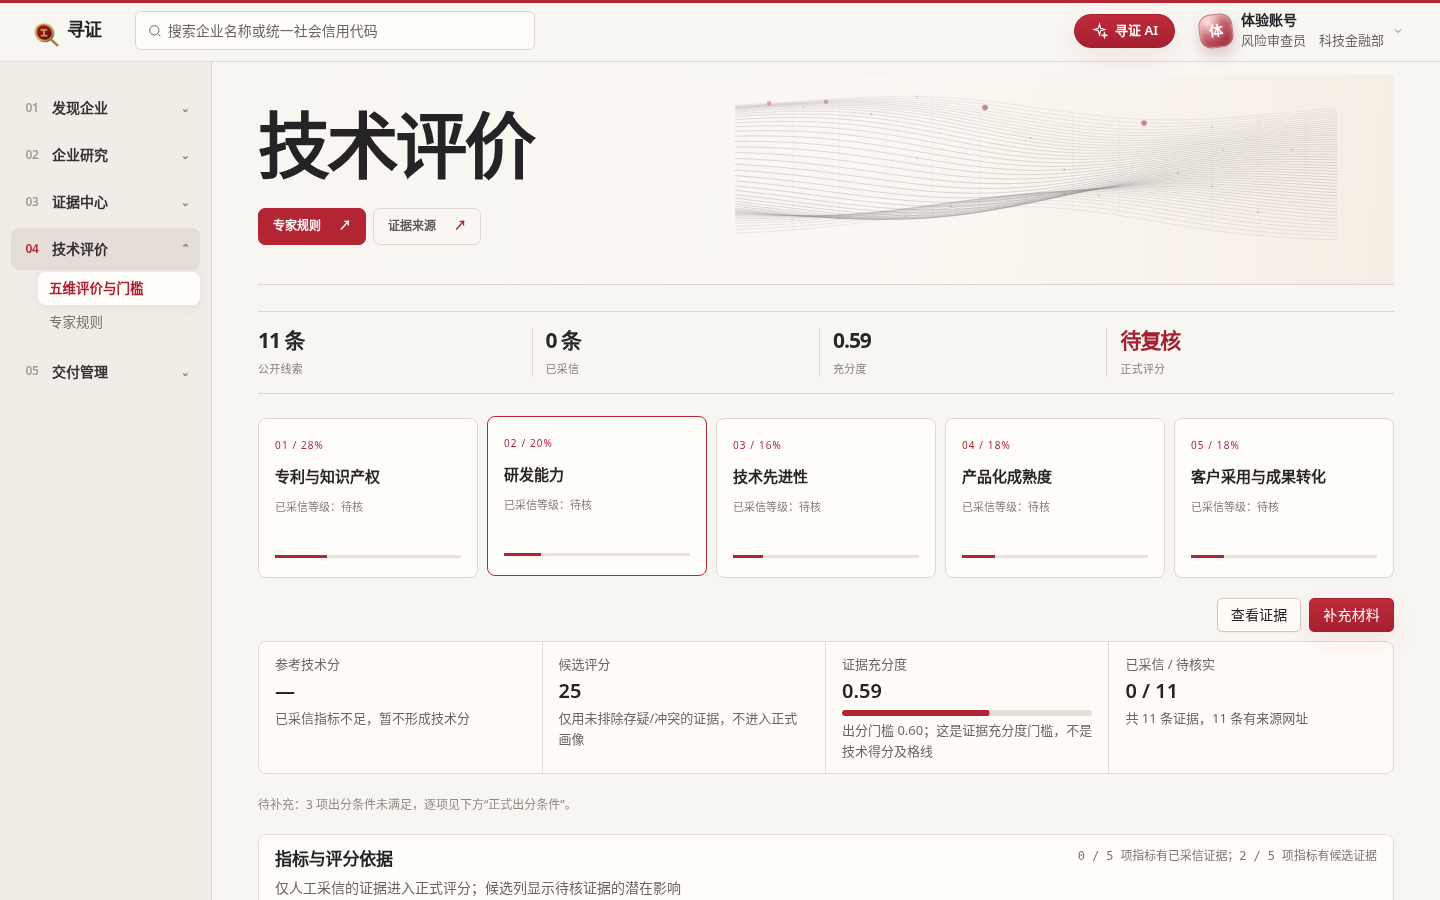 寻证
搜索企业名称或统一社会信用代码
寻证 AI
体
体验账号
风险审查员 科技金融部
01 发现企业
02 企业研究
03 证据中心
04 技术评价
五维评价与门槛
专家规则
05 交付管理
技术评价
专家规则 ↗
证据来源 ↗
11 条
公开线索
0 条
已采信
0.59
充分度
待复核
正式评分
01 / 28%
专利与知识产权
已采信等级：待核
02 / 20%
研发能力
已采信等级：待核
03 / 16%
技术先进性
已采信等级：待核
04 / 18%
产品化成熟度
已采信等级：待核
05 / 18%
客户采用与成果转化
已采信等级：待核
查看证据
补充材料
参考技术分
—
已采信指标不足，暂不形成技术分
候选评分
25
仅用未排除存疑/冲突的证据，不进入正式
画像
证据充分度
0.59
出分门槛 0.60；这是证据充分度门槛，不是
技术得分及格线
已采信 / 待核实
0 / 11
共 11 条证据，11 条有来源网址
待补充：3 项出分条件未满足，逐项见下方“正式出分条件”。
指标与评分依据
0 / 5 项指标有已采信证据；2 / 5 项指标有候选证据
仅人工采信的证据进入正式评分；候选列显示待核证据的潜在影响